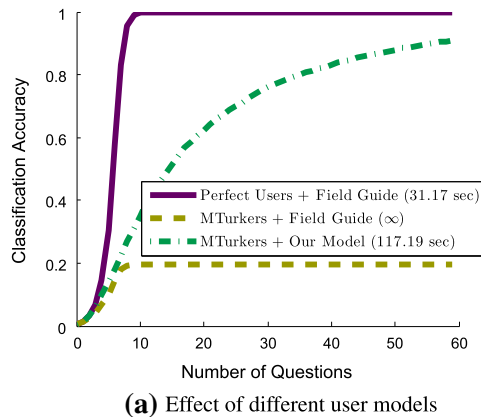 Classification Accuracy
1
0.8
0.6
0.4
0.2
0
0 10 20 30 40 50 60
Number of Questions
Perfect Users + Field Guide (31.17 sec)
MTurkers + Field Guide (∞)
MTurkers + Our Model (117.19 sec)
(a) Effect of different user models